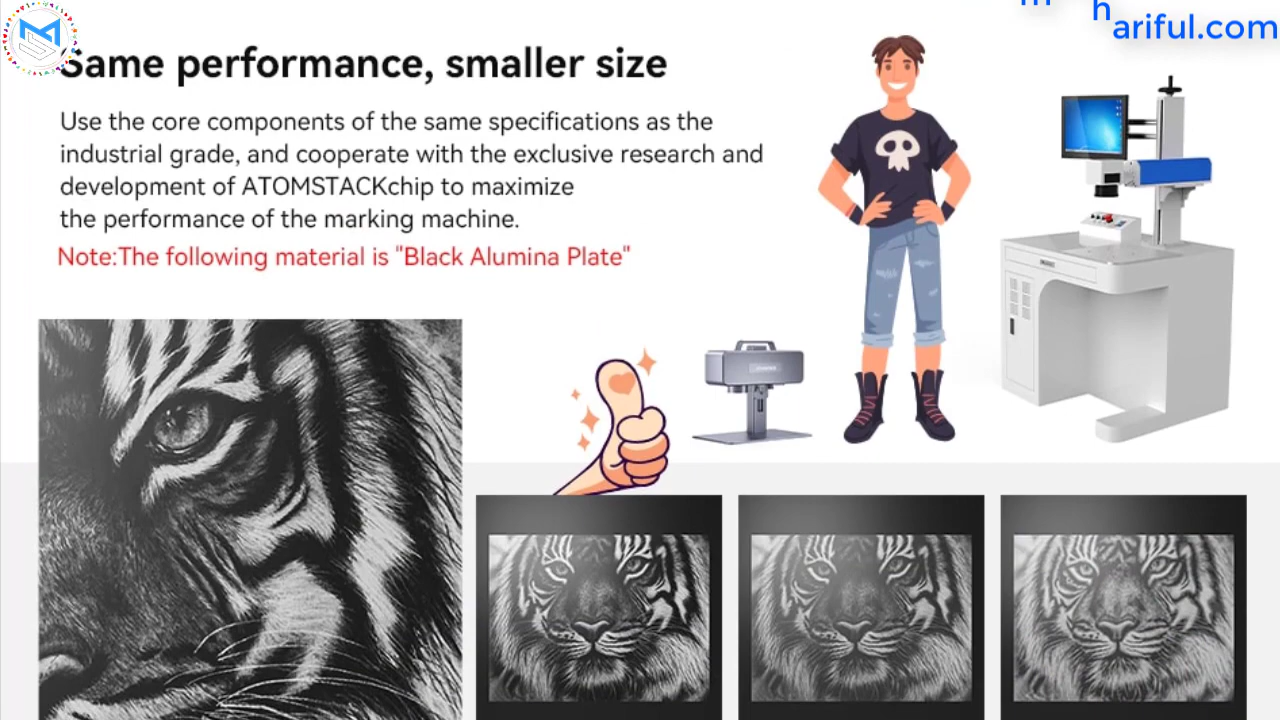 hariful.com
Same performance, smaller size
Use the core components of the same specifications as the
industrial grade, and cooperate with the exclusive research and
development of ATOMSTACKchip to maximize
the performance of the marking machine.
Note:The following material is "Black Alumina Plate"